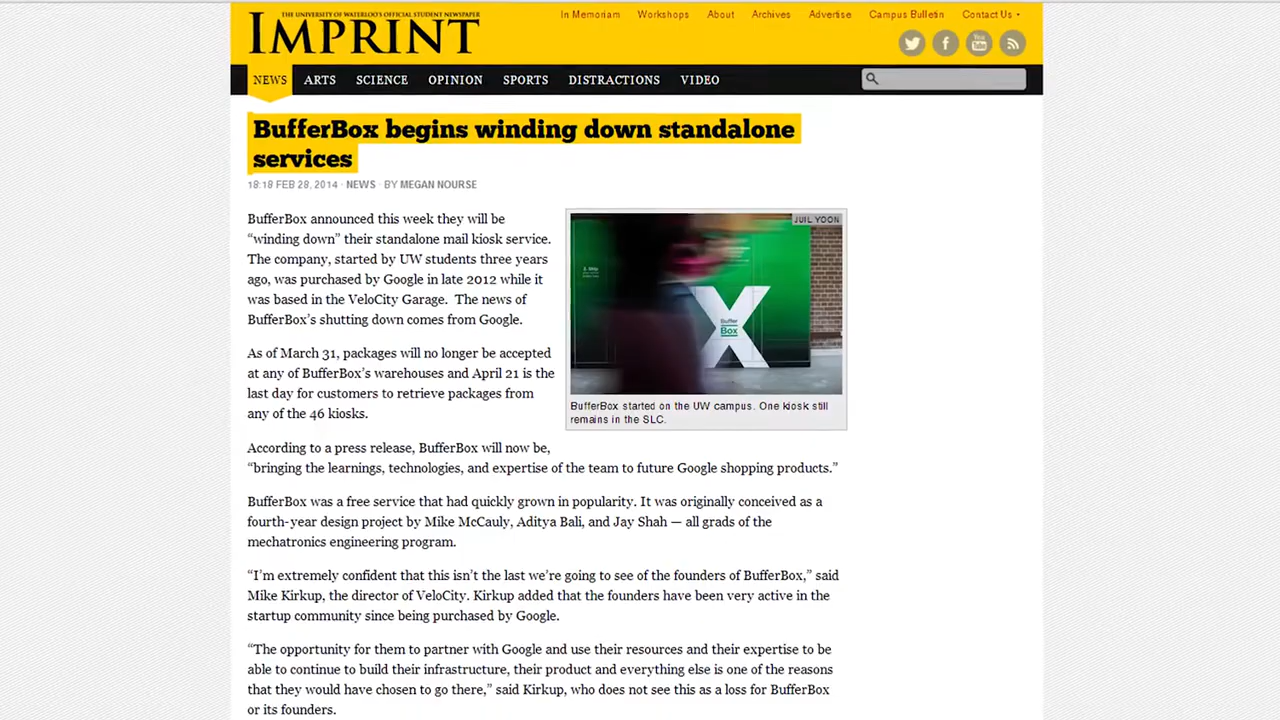 THE UNIVERSITY OF WATERLOO'S OFFICIAL STUDENT NEWSPAPER
IMPRINT
In Memoriam Workshops About Archives Advertise Campus Bulletin Contact Us
NEWS ARTS SCIENCE OPINION SPORTS DISTRACTIONS VIDEO
BufferBox begins winding down standalone
services
18:18 FEB 28, 2014 · NEWS · BY MEGAN NOURSE
BufferBox announced this week they will be
“winding down” their standalone mail kiosk service.
The company, started by UW students three years
ago, was purchased by Google in late 2012 while it
was based in the VeloCity Garage. The news of
BufferBox’s shutting down comes from Google.
As of March 31, packages will no longer be accepted
at any of BufferBox’s warehouses and April 21 is the
last day for customers to retrieve packages from
any of the 46 kiosks.
JUIL YOON
Buffer
Box
BufferBox started on the UW campus. One kiosk still
remains in the SLC.
According to a press release, BufferBox will now be,
“bringing the learnings, technologies, and expertise of the team to future Google shopping products.”
BufferBox was a free service that had quickly grown in popularity. It was originally conceived as a
fourth-year design project by Mike McCauly, Aditya Bali, and Jay Shah — all grads of the
mechatronics engineering program.
“I’m extremely confident that this isn’t the last we’re going to see of the founders of BufferBox,” said
Mike Kirkup, the director of VeloCity. Kirkup added that the founders have been very active in the
startup community since being purchased by Google.
“The opportunity for them to partner with Google and use their resources and their expertise to be
able to continue to build their infrastructure, their product and everything else is one of the reasons
that they would have chosen to go there,” said Kirkup, who does not see this as a loss for BufferBox
or its founders.